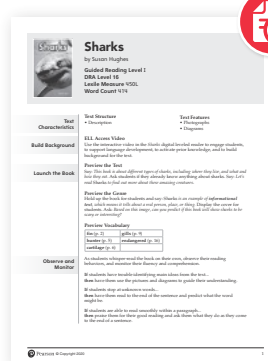 Sharks
by Susan Hughes
Guided Reading Level I
DRA Level 16
Lexile Measure 450L
Word Count 414
Text Characteristics
Text Structure
• Description
Text Features
• Photographs
• Diagrams
Build Background
ELL Access Video
Use the interactive video in the Sharks digital leveled reader to engage students,
to support language development, to activate prior knowledge, and to build
background for the text.
Launch the Book
Preview the Text
Say: This book is about different types of sharks, including where they live, and what and
how they eat. Ask students if they already know anything about sharks. Say: Let's
read Sharks to find out more about these amazing creatures.
Preview the Genre
Hold up the book for students and say: Sharks is an example of informational
text, which means it tells about a real person, place, or thing. Display the cover for
students. Ask: Based on this image, can you predict if this book will show sharks to be
scary or interesting?
Preview Vocabulary
fin (p. 2)
gills (p. 9)
hunter (p. 3)
endangered (p. 16)
cartilage (p. 6)
Observe and Monitor
As students whisper-read the book on their own, observe their reading
behaviors, and monitor their fluency and comprehension.
If students have trouble identifying main ideas from the text...
then have them use the pictures and diagrams to guide their understanding.
If students stop at unknown words...
then have them read to the end of the sentence and predict what the word
might be.
If students are able to read smoothly within a paragraph...
then praise them for their good reading and ask them what they do as they come
to the end of a sentence.
Pearson © Copyright 2020
1